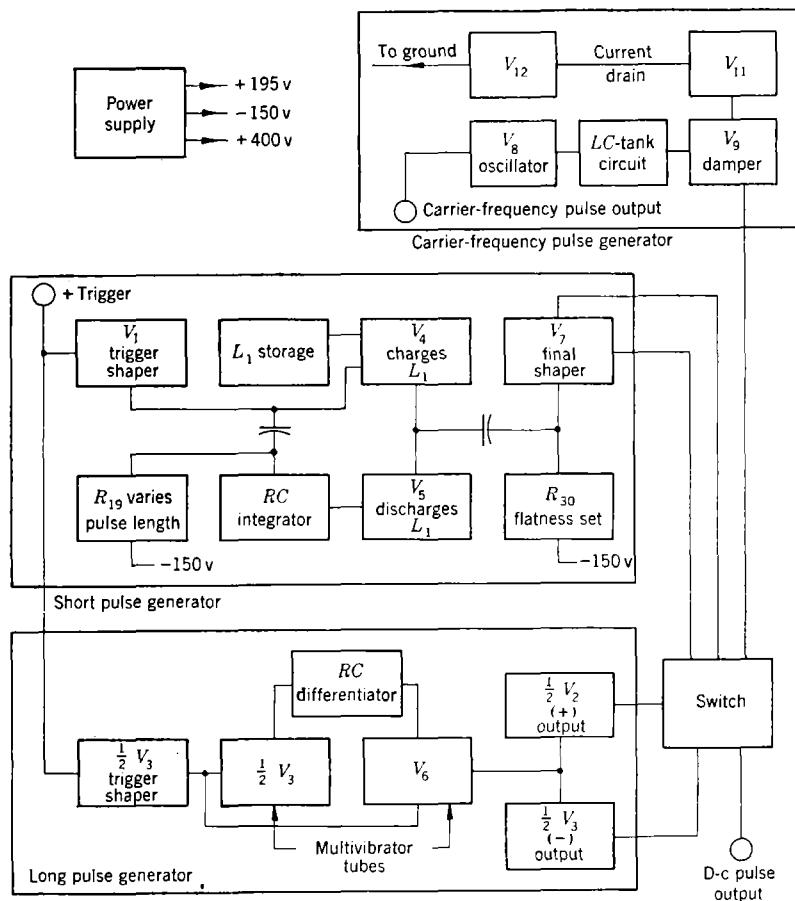 Power
supply
+ 195 v
−150 v
+ 400 v
To ground
V12
Current
drain
V11
V8
oscillator
LC-tank
circuit
V9
damper
Carrier-frequency pulse output
Carrier-frequency pulse generator
+ Trigger
V1
trigger
shaper
L1 storage
V4
charges
L1
V7
final
shaper
R19 varies
pulse length
RC
integrator
V5
discharges
L1
R30
flatness set
−150 v
−150 v
Short pulse generator
RC
differentiator
1/2 V2
(+)
output
Switch
1/2 V3
trigger
shaper
1/2 V3
V6
1/2 V3
(−)
output
Multivibrator
tubes
Long pulse generator
D-c pulse
output